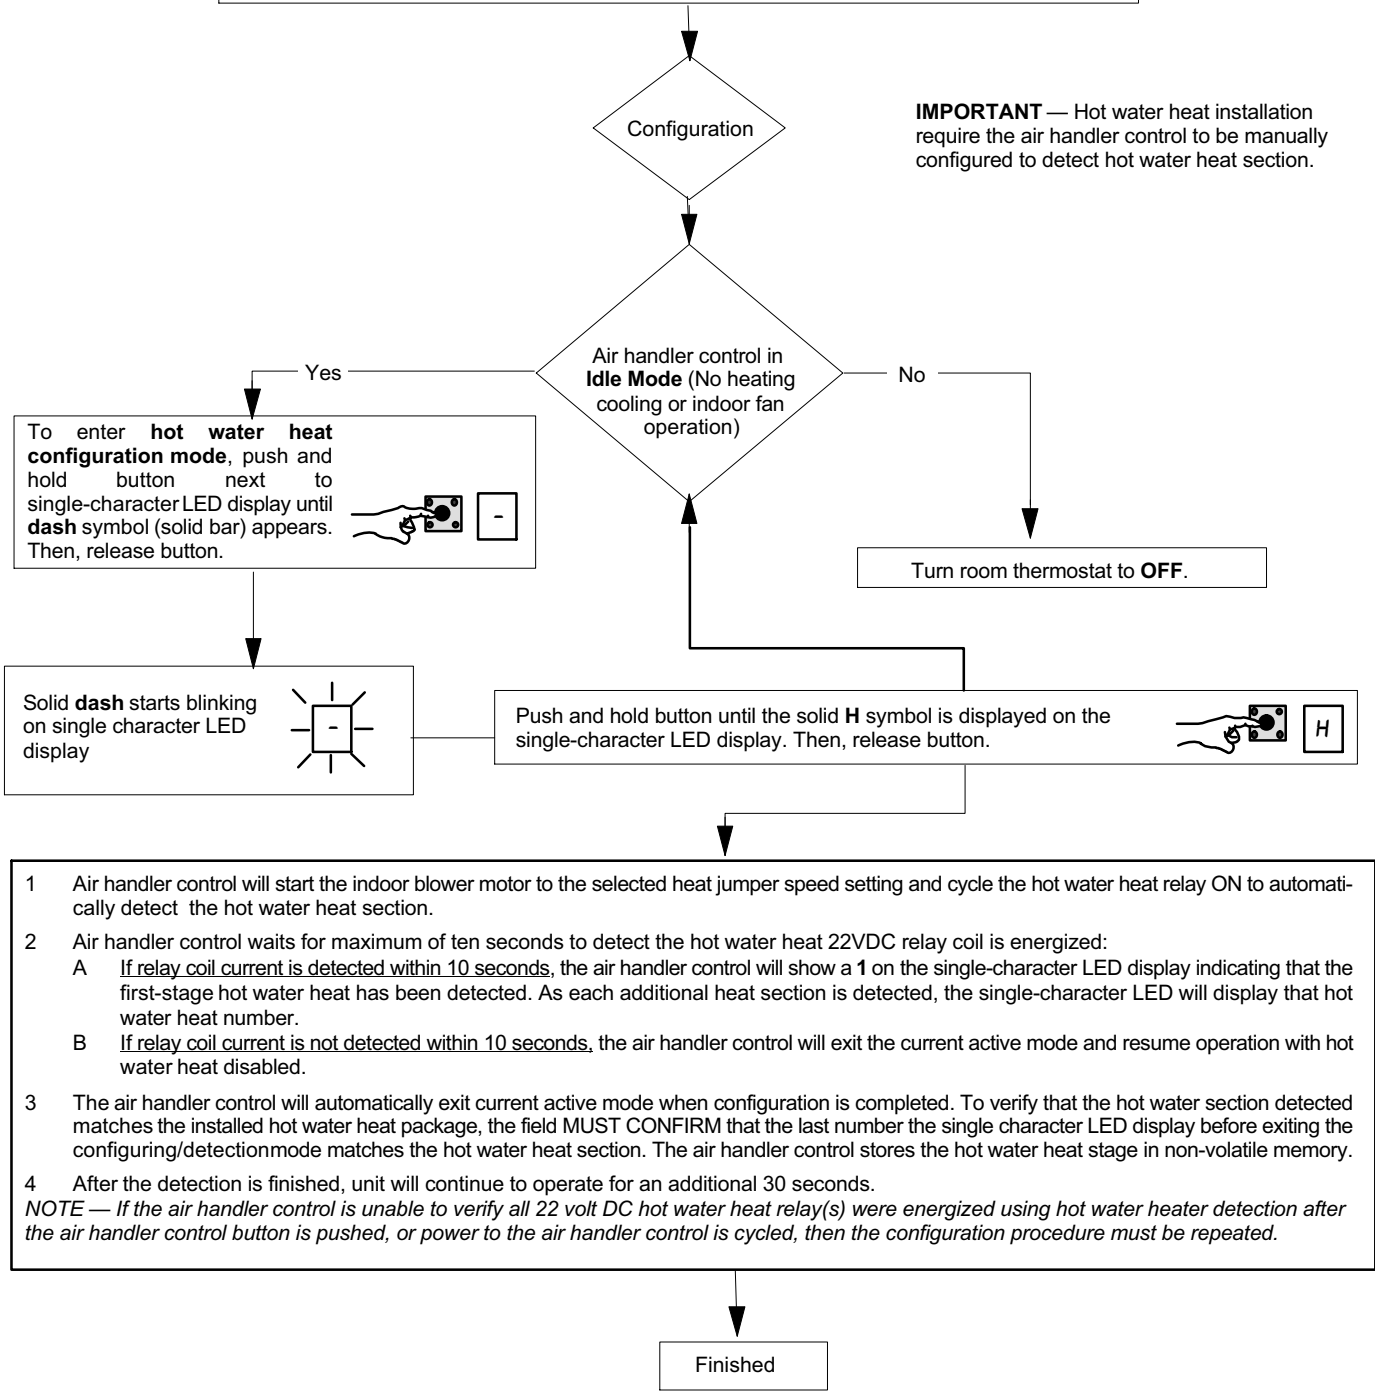 Configuration
IMPORTANT — Hot water heat installation
require the air handler control to be manually
configured to detect hot water heat section.
Air handler control in
Idle Mode (No heating
cooling or indoor fan
operation)
Yes
No
To enter hot water heat
configuration mode, push and
hold button next to
single-character LED display until
dash symbol (solid bar) appears.
Then, release button.
-
Turn room thermostat to OFF.
Solid dash starts blinking
on single character LED
display
-
Push and hold button until the solid H symbol is displayed on the
single-character LED display. Then, release button.
H
1 Air handler control will start the indoor blower motor to the selected heat jumper speed setting and cycle the hot water heat relay ON to automati-
cally detect the hot water heat section.
2 Air handler control waits for maximum of ten seconds to detect the hot water heat 22VDC relay coil is energized:
A If relay coil current is detected within 10 seconds, the air handler control will show a 1 on the single-character LED display indicating that the
first-stage hot water heat has been detected. As each additional heat section is detected, the single-character LED will display that hot
water heat number.
B If relay coil current is not detected within 10 seconds, the air handler control will exit the current active mode and resume operation with hot
water heat disabled.
3 The air handler control will automatically exit current active mode when configuration is completed. To verify that the hot water section detected
matches the installed hot water heat package, the field MUST CONFIRM that the last number the single character LED display before exiting the
configuring/detectionmode matches the hot water heat section. The air handler control stores the hot water heat stage in non-volatile memory.
4 After the detection is finished, unit will continue to operate for an additional 30 seconds.
NOTE — If the air handler control is unable to verify all 22 volt DC hot water heat relay(s) were energized using hot water heater detection after
the air handler control button is pushed, or power to the air handler control is cycled, then the configuration procedure must be repeated.
Finished